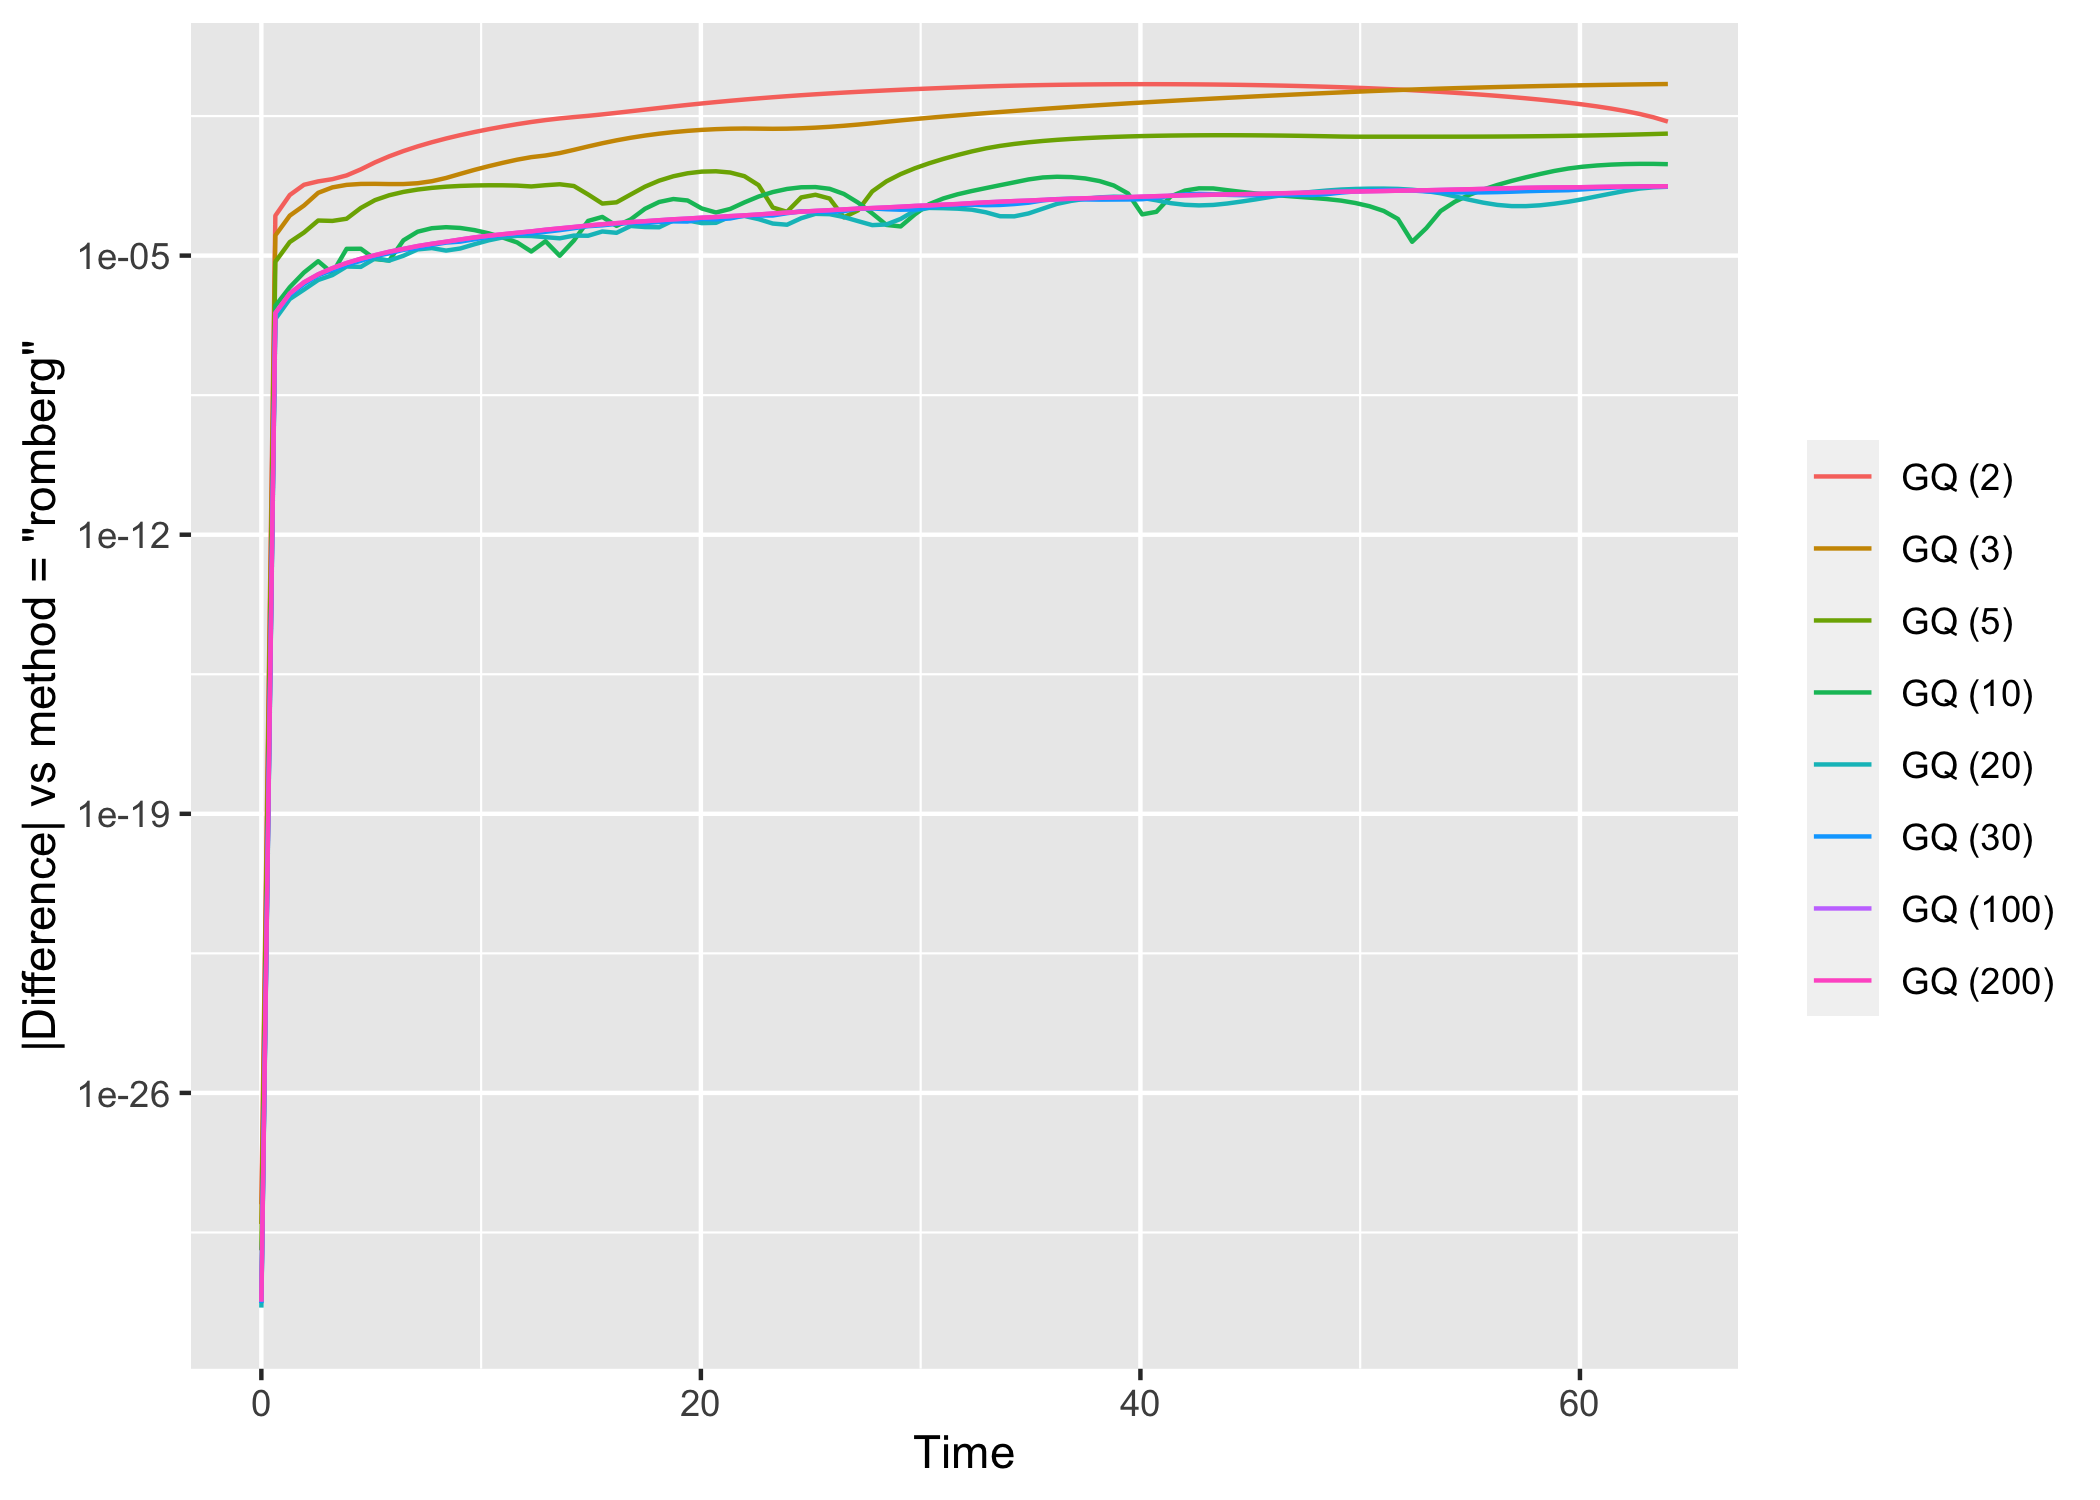 |Difference| vs method = "romberg"
1e-05
1e-12
1e-19
1e-26
0
20
40
60
Time
GQ (2)
GQ (3)
GQ (5)
GQ (10)
GQ (20)
GQ (30)
GQ (100)
GQ (200)